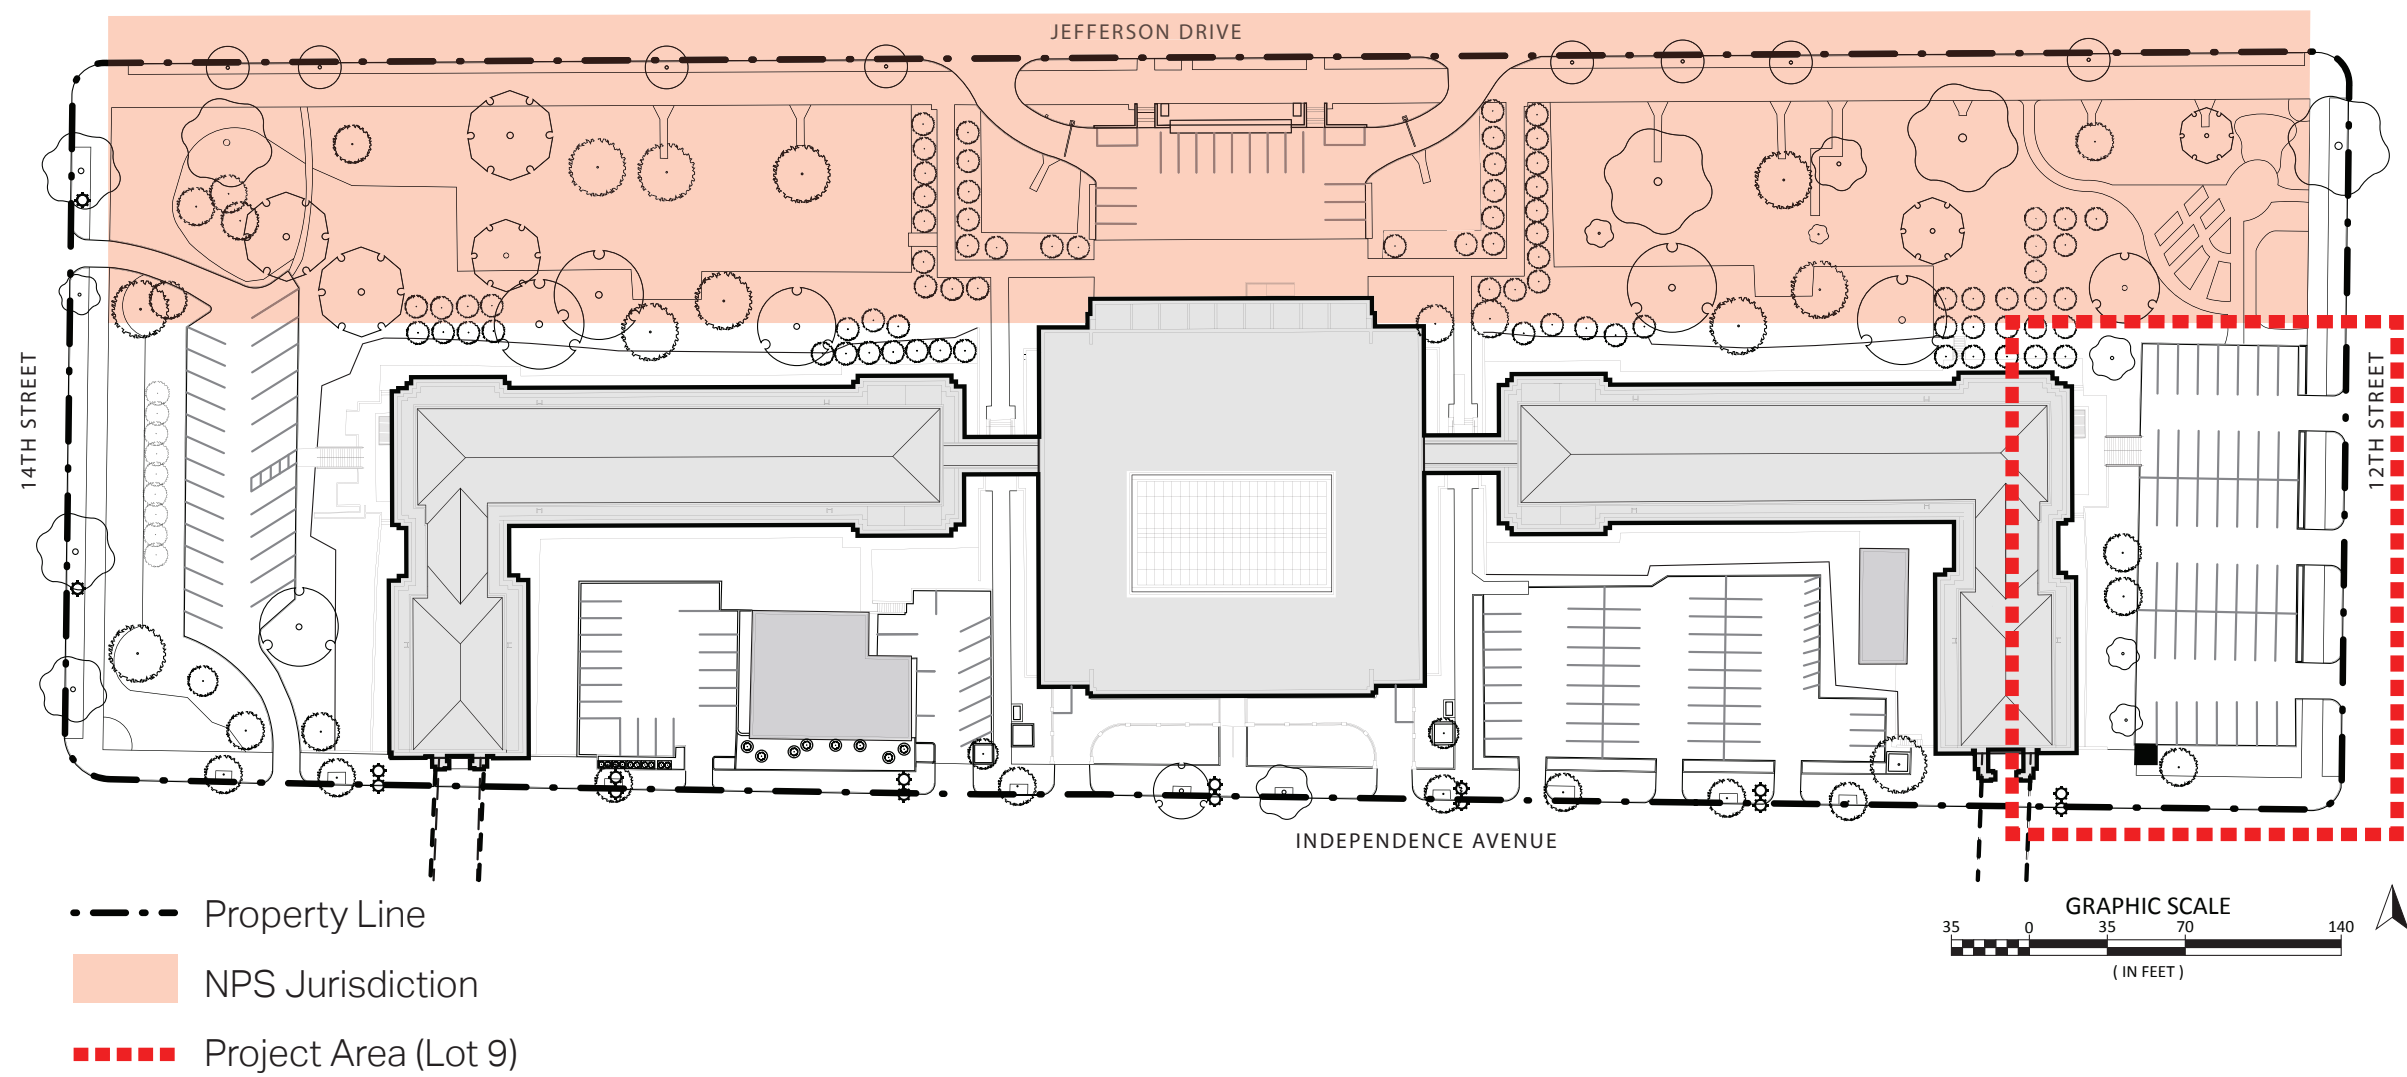 JEFFERSON DRIVE
14TH STREET
12TH STREET
INDEPENDENCE AVENUE
Property Line
NPS Jurisdiction
Project Area (Lot 9)
GRAPHIC SCALE
35 0 35 70 140
( IN FEET )